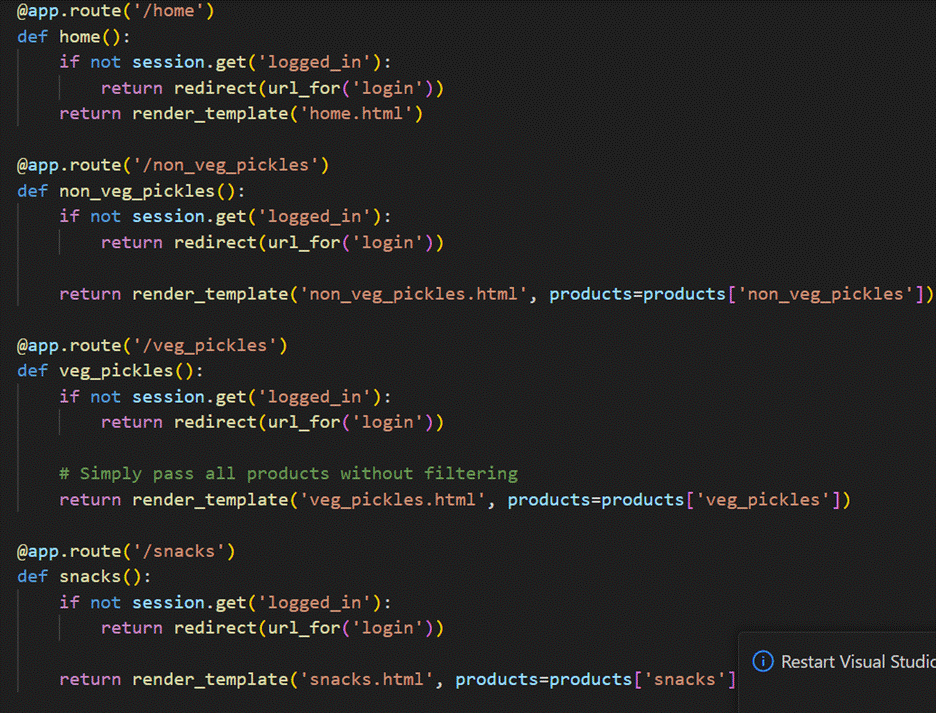 @app.route('/home')
def home():
    if not session.get('logged_in'):
        return redirect(url_for('login'))
    return render_template('home.html')

@app.route('/non_veg_pickles')
def non_veg_pickles():
    if not session.get('logged_in'):
        return redirect(url_for('login'))

    return render_template('non_veg_pickles.html', products=products['non_veg_pickles'])

@app.route('/veg_pickles')
def veg_pickles():
    if not session.get('logged_in'):
        return redirect(url_for('login'))

    # Simply pass all products without filtering
    return render_template('veg_pickles.html', products=products['veg_pickles'])

@app.route('/snacks')
def snacks():
    if not session.get('logged_in'):
        return redirect(url_for('login'))

    return render_template('snacks.html', products=products['snacks']
Restart Visual Studio